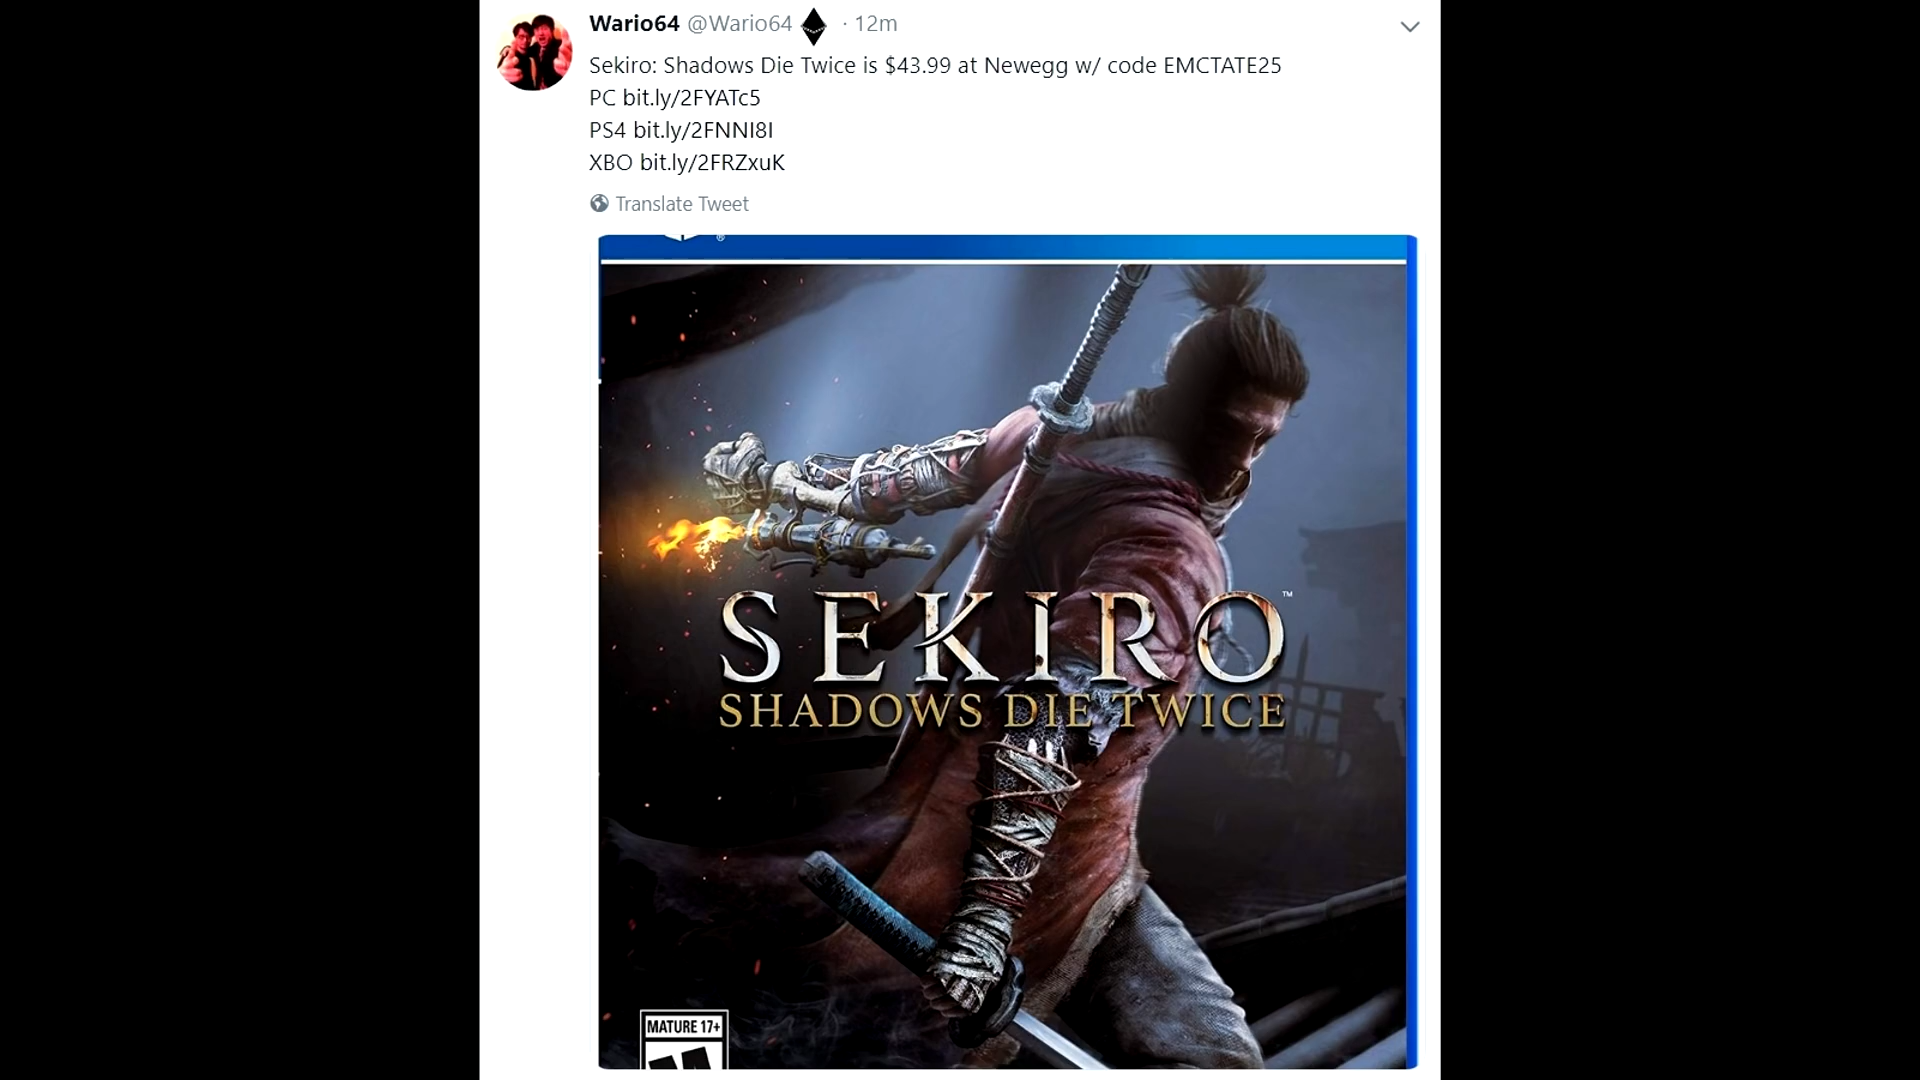 Wario64 @Wario64 · 12m
Sekiro: Shadows Die Twice is $43.99 at Newegg w/ code EMCTATE25
PC bit.ly/2FYATc5
PS4 bit.ly/2FNNI8I
XBO bit.ly/2FRZxuK
Translate Tweet
®
SEKIRO™
SHADOWS DIE TWICE
MATURE 17+